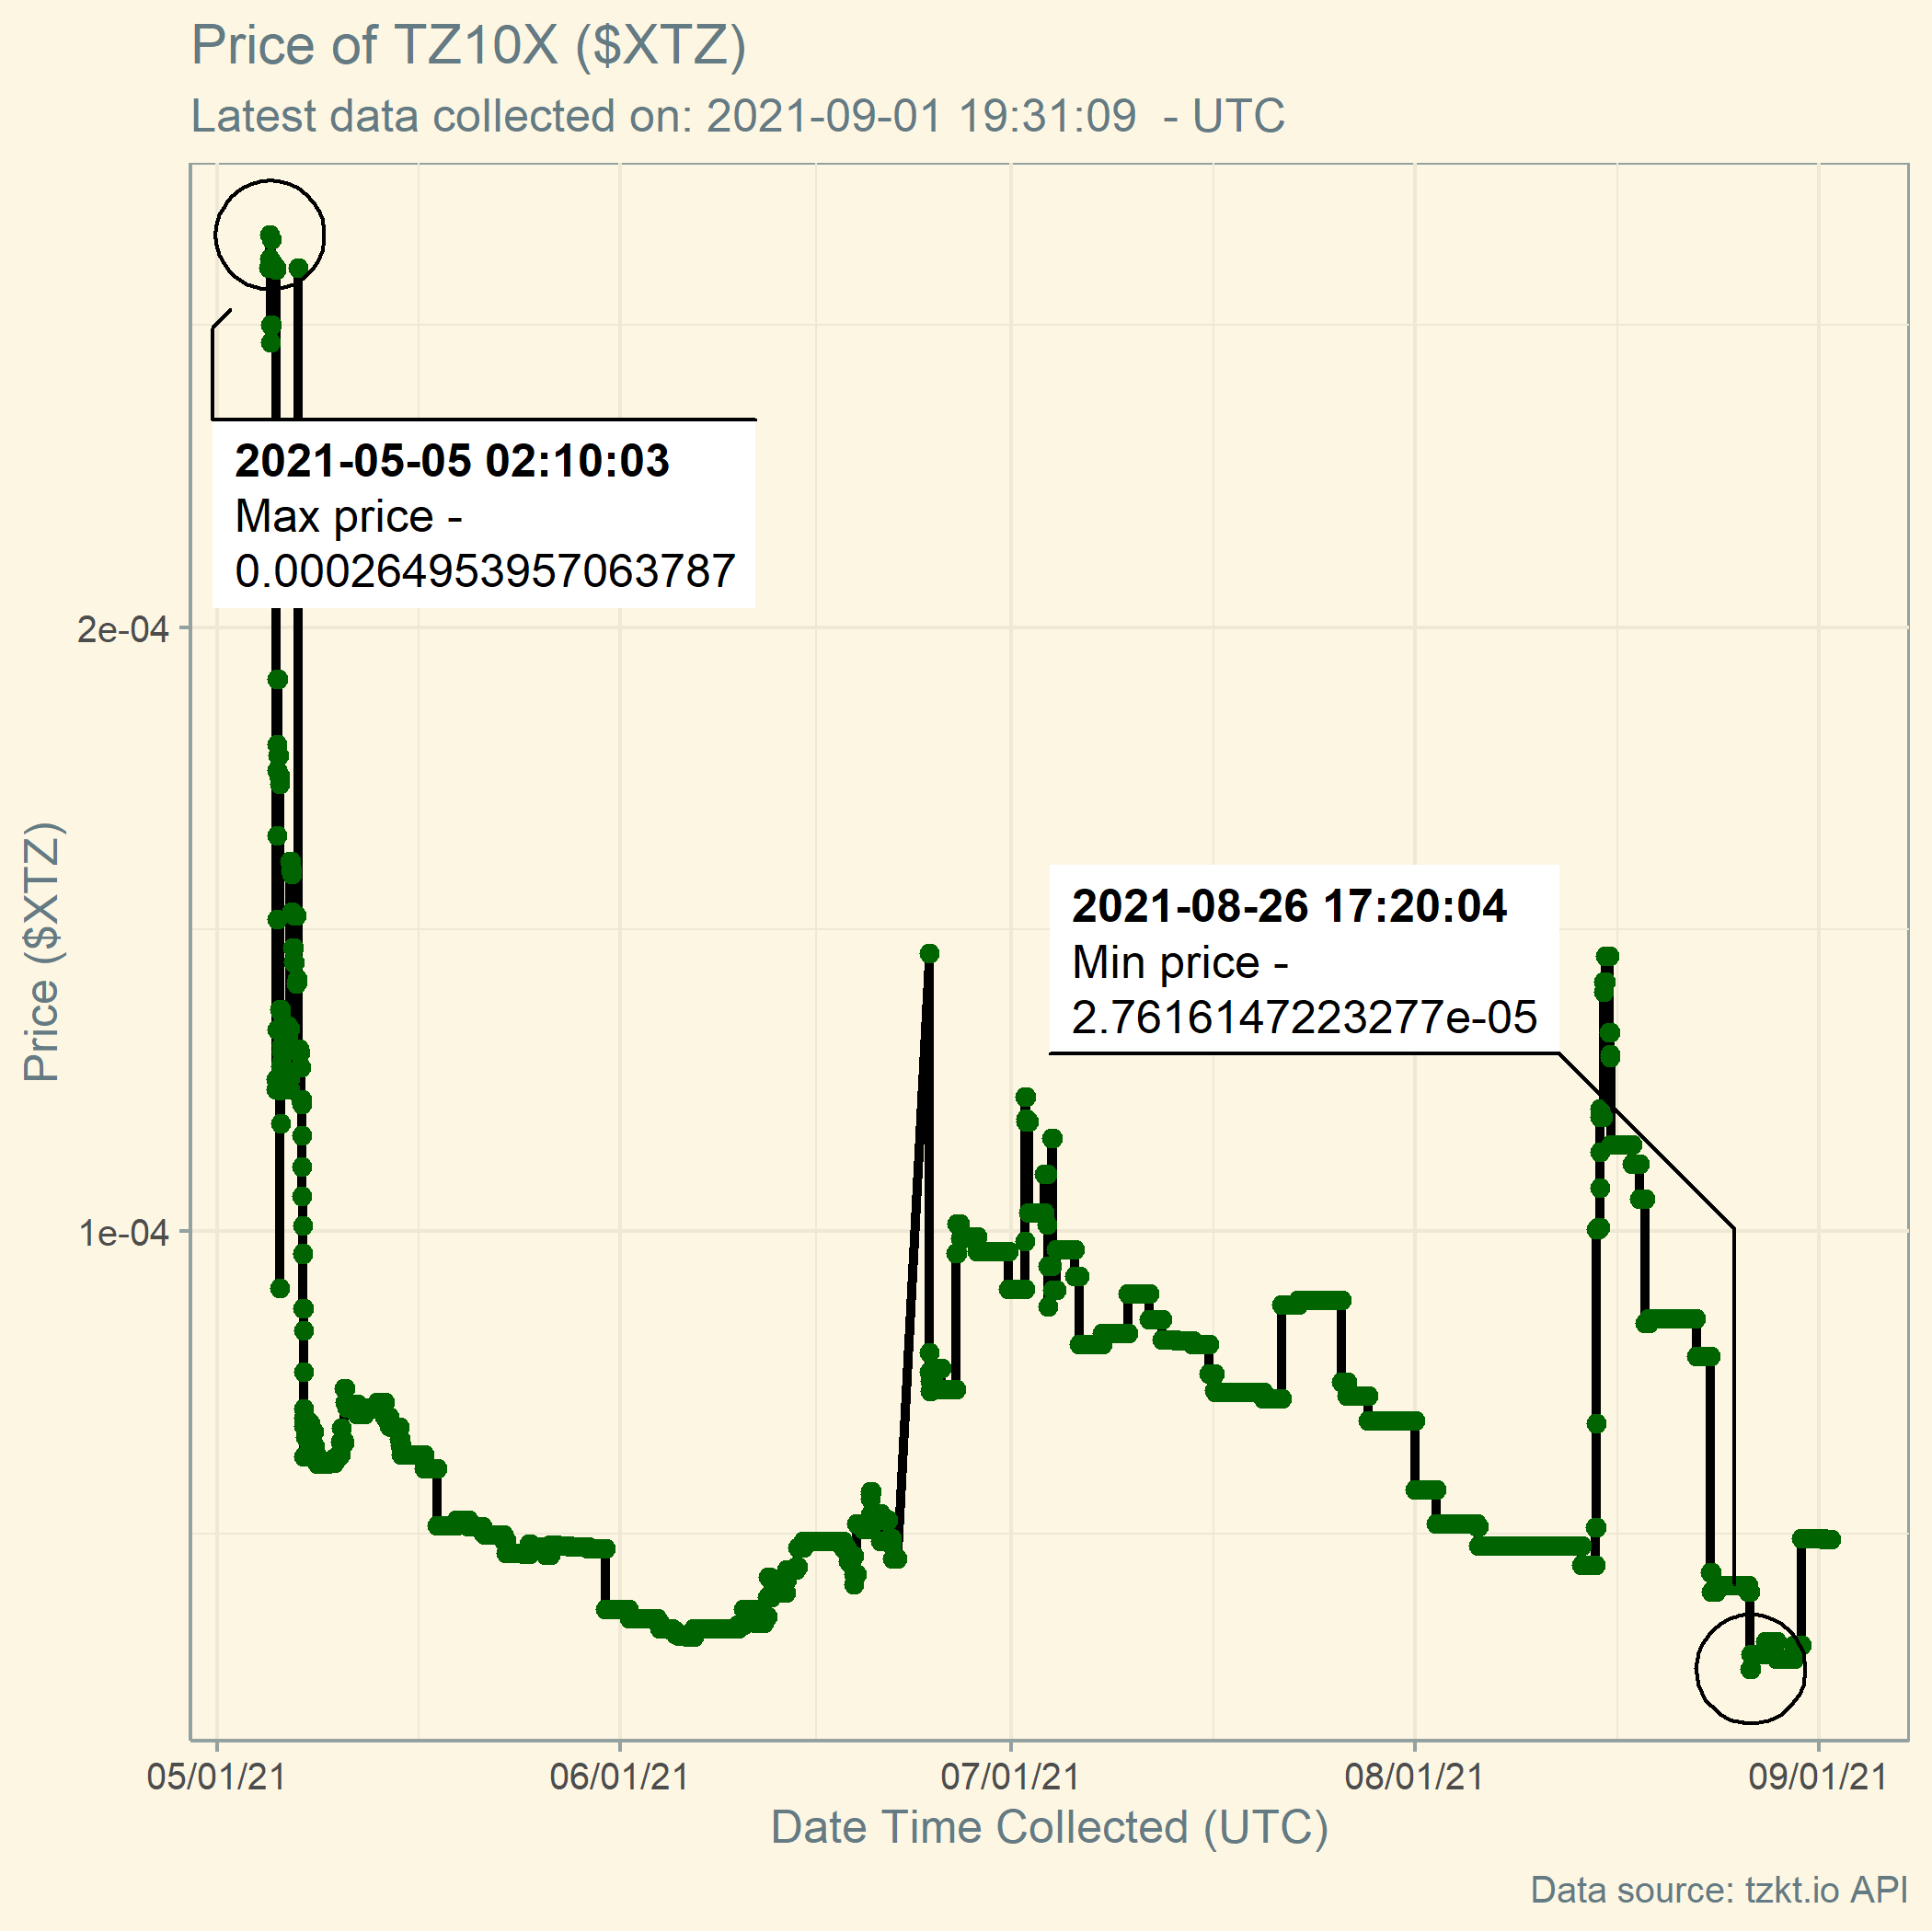 Price of TZ10X ($XTZ)
Latest data collected on: 2021-09-01 19:31:09  - UTC
2021-05-05 02:10:03
Max price -
0.000264953957063787
2e-04
2021-08-26 17:20:04
Min price -
2.7616147223277e-05
Price ($XTZ)
1e-04
05/01/21
06/01/21
07/01/21
08/01/21
09/01/21
Date Time Collected (UTC)
Data source: tzkt.io API